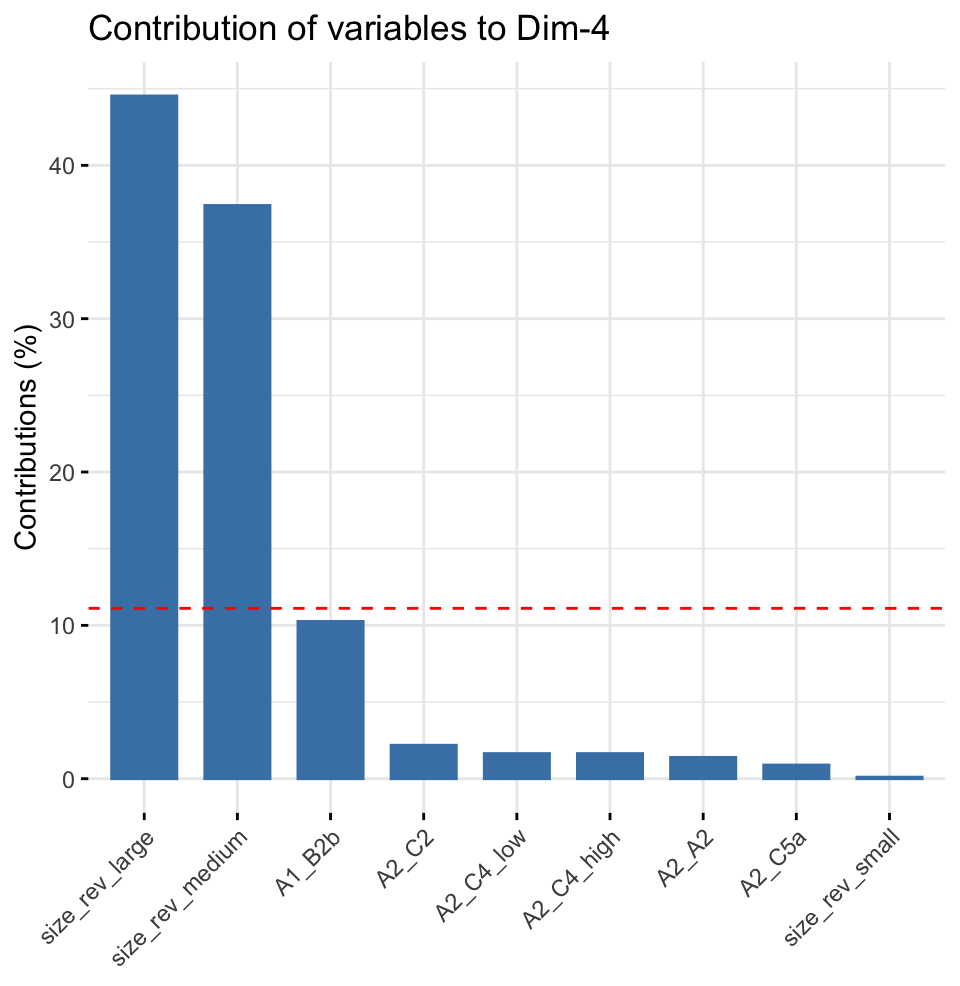 Contribution of variables to Dim-4
Contributions (%)
40
30
20
10
0
size_rev_large
size_rev_medium
A1_B2b
A2_C2
A2_C4_low
A2_C4_high
A2_A2
A2_C5a
size_rev_small